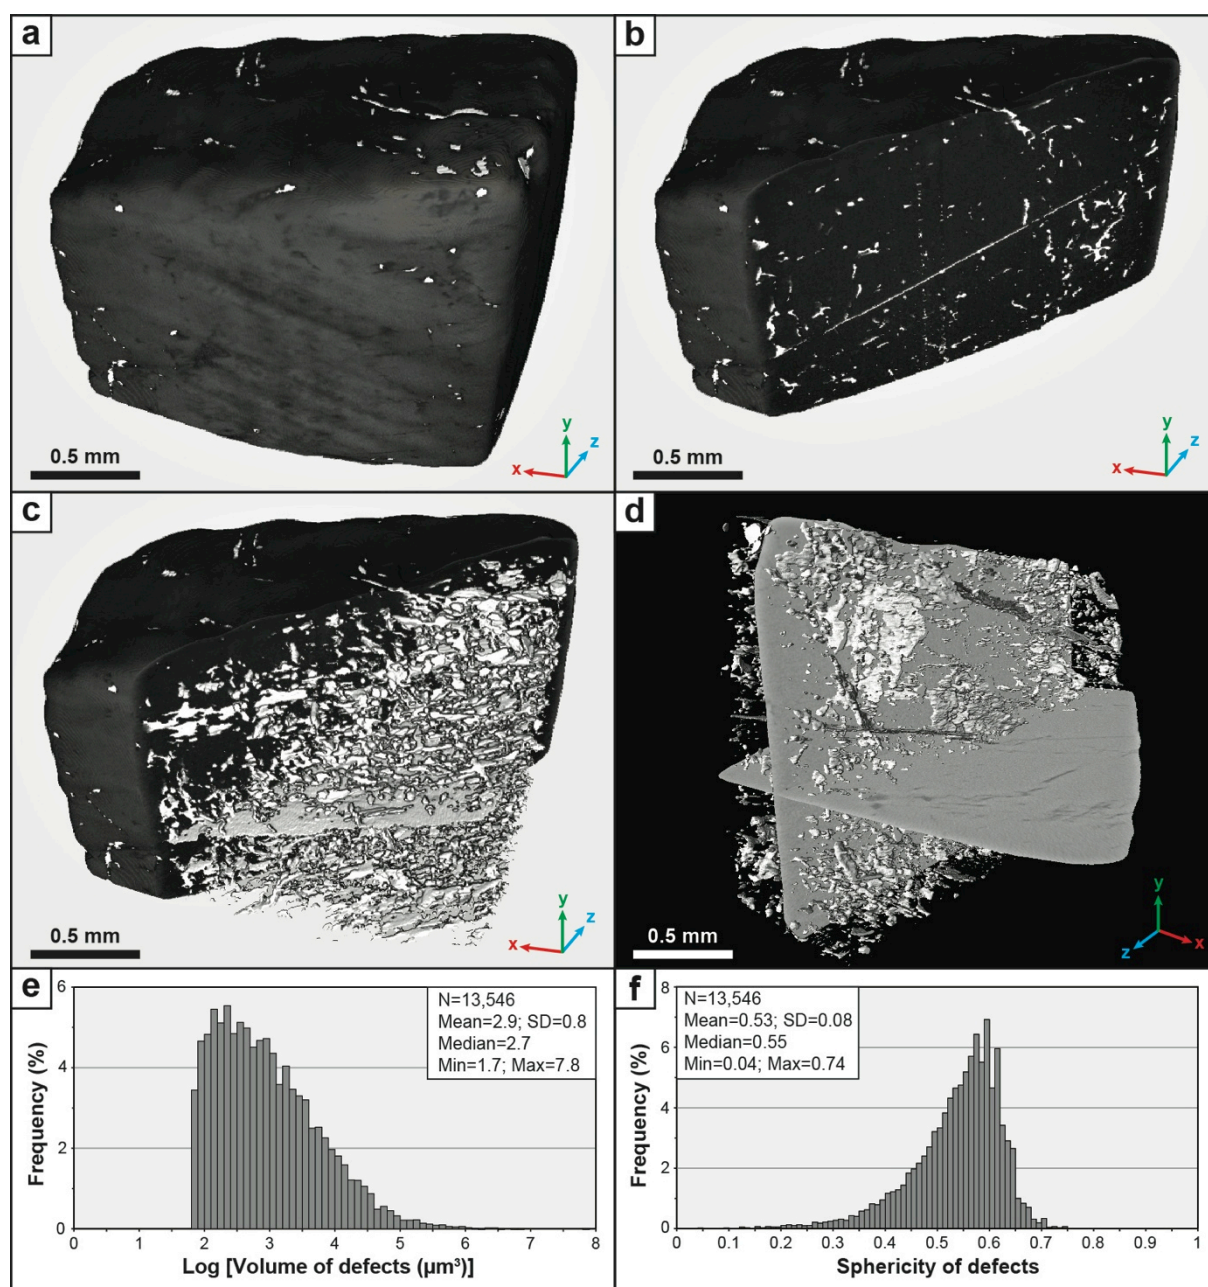 a
0.5 mm
x
y
z
b
0.5 mm
x
y
z
c
0.5 mm
x
y
z
d
0.5 mm
y
z
x
e
N=13,546
Mean=2.9; SD=0.8
Median=2.7
Min=1.7; Max=7.8
Frequency (%)
6
4
2
0
0 1 2 3 4 5 6 7 8
Log [Volume of defects (µm³)]
f
N=13,546
Mean=0.53; SD=0.08
Median=0.55
Min=0.04; Max=0.74
Frequency (%)
8
6
4
2
0
0 0.1 0.2 0.3 0.4 0.5 0.6 0.7 0.8 0.9 1
Sphericity of defects